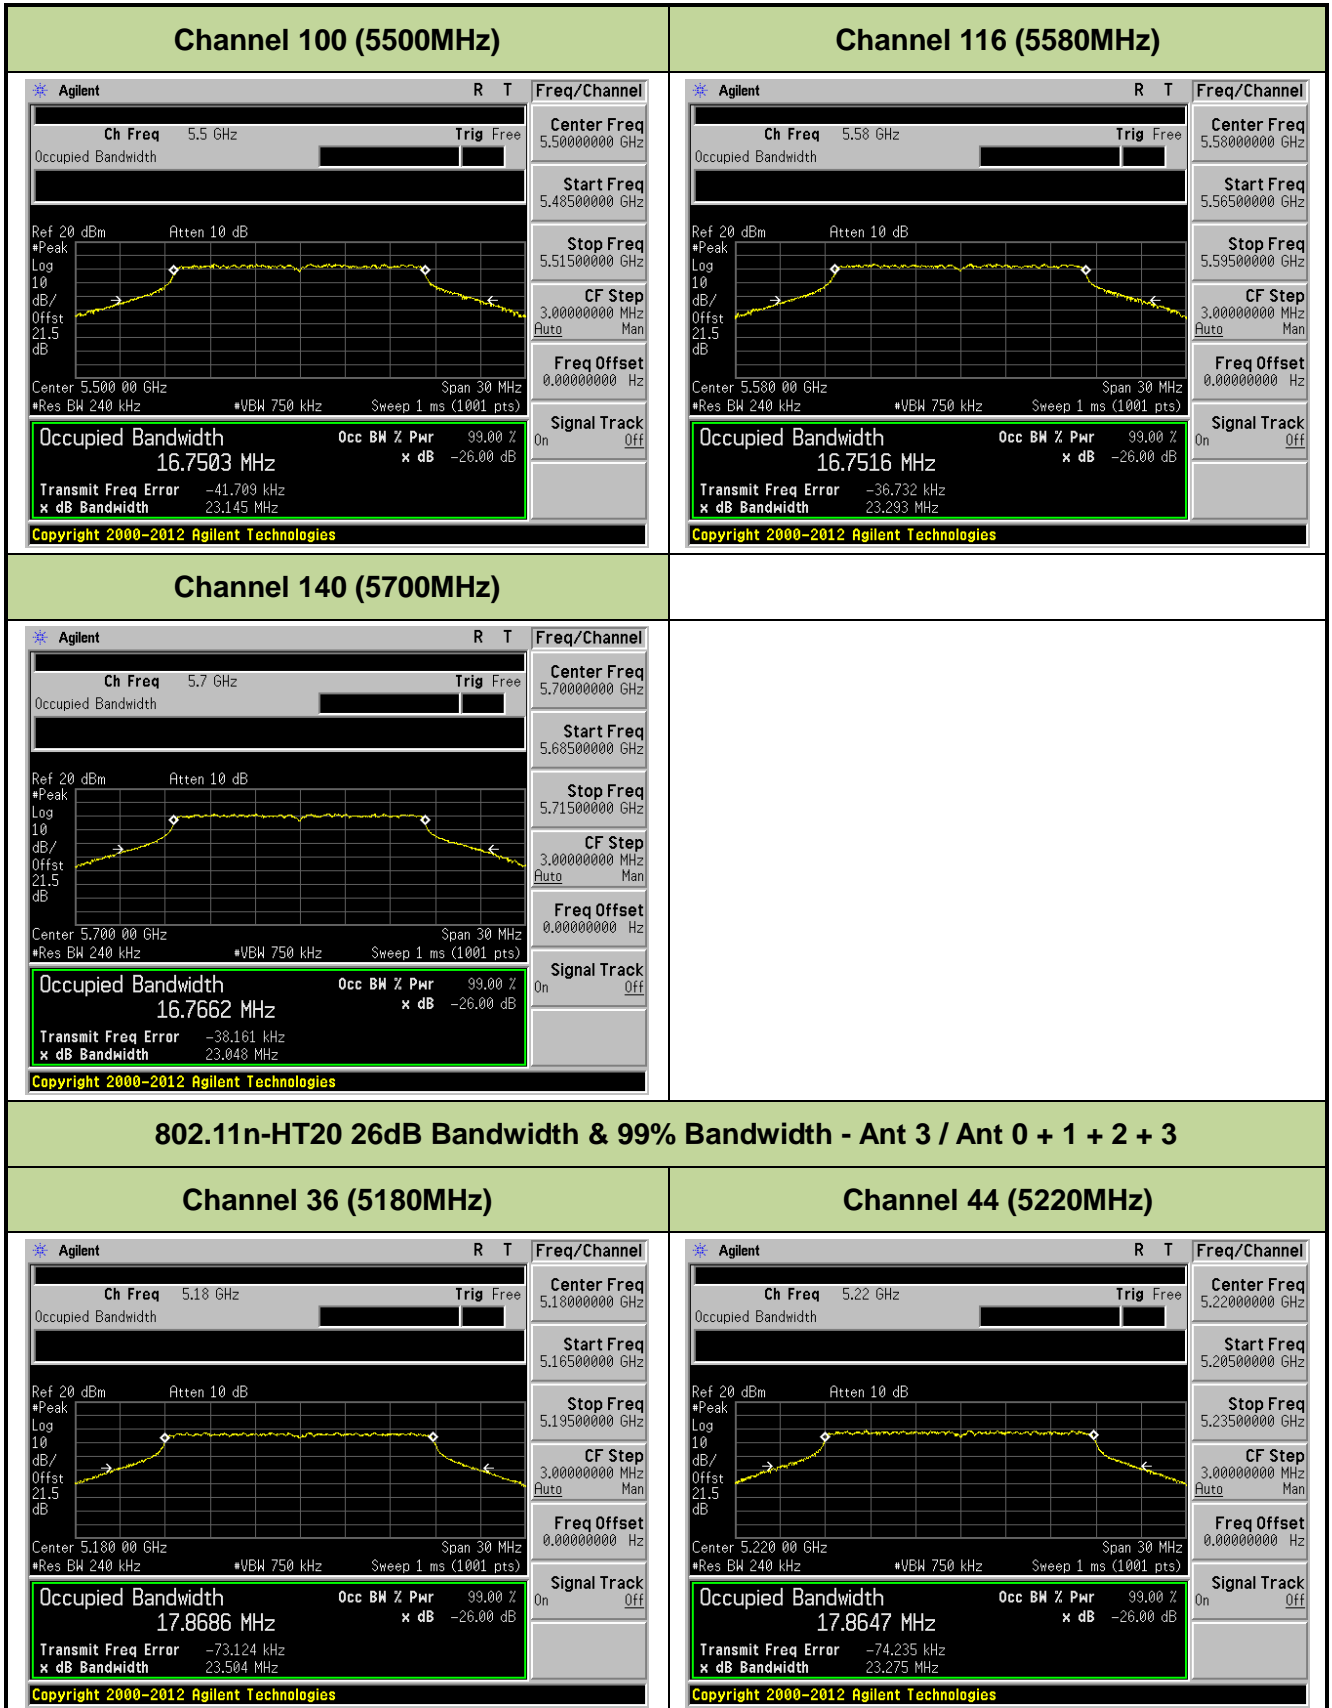 Channel 100 (5500MHz)
Channel 116 (5580MHz)
Agilent R T Freq/Channel
Ch Freq 5.5 GHz Trig Free
Occupied Bandwidth
Center Freq
5.50000000 GHz
Start Freq
5.48500000 GHz
Stop Freq
5.51500000 GHz
CF Step
3.00000000 MHz
Auto Man
Freq Offset
0.00000000 Hz
Signal Track
On Off
Ref 20 dBm Atten 10 dB
#Peak
Log
10
dB/
Offst
21.5
dB
Center 5.500 00 GHz Span 30 MHz
#Res BW 240 kHz #VBW 750 kHz Sweep 1 ms (1001 pts)
Occupied Bandwidth Occ BW % Pwr 99.00 %
16.7503 MHz x dB -26.00 dB
Transmit Freq Error -41.709 kHz
x dB Bandwidth 23.145 MHz
Copyright 2000-2012 Agilent Technologies
Agilent R T Freq/Channel
Ch Freq 5.58 GHz Trig Free
Occupied Bandwidth
Center Freq
5.58000000 GHz
Start Freq
5.56500000 GHz
Stop Freq
5.59500000 GHz
CF Step
3.00000000 MHz
Auto Man
Freq Offset
0.00000000 Hz
Signal Track
On Off
Ref 20 dBm Atten 10 dB
#Peak
Log
10
dB/
Offst
21.5
dB
Center 5.580 00 GHz Span 30 MHz
#Res BW 240 kHz #VBW 750 kHz Sweep 1 ms (1001 pts)
Occupied Bandwidth Occ BW % Pwr 99.00 %
16.7516 MHz x dB -26.00 dB
Transmit Freq Error -36.732 kHz
x dB Bandwidth 23.293 MHz
Copyright 2000-2012 Agilent Technologies
Channel 140 (5700MHz)
Agilent R T Freq/Channel
Ch Freq 5.7 GHz Trig Free
Occupied Bandwidth
Center Freq
5.70000000 GHz
Start Freq
5.68500000 GHz
Stop Freq
5.71500000 GHz
CF Step
3.00000000 MHz
Auto Man
Freq Offset
0.00000000 Hz
Signal Track
On Off
Ref 20 dBm Atten 10 dB
#Peak
Log
10
dB/
Offst
21.5
dB
Center 5.700 00 GHz Span 30 MHz
#Res BW 240 kHz #VBW 750 kHz Sweep 1 ms (1001 pts)
Occupied Bandwidth Occ BW % Pwr 99.00 %
16.7662 MHz x dB -26.00 dB
Transmit Freq Error -38.161 kHz
x dB Bandwidth 23.048 MHz
Copyright 2000-2012 Agilent Technologies
802.11n-HT20 26dB Bandwidth & 99% Bandwidth - Ant 3 / Ant 0 + 1 + 2 + 3
Channel 36 (5180MHz)
Channel 44 (5220MHz)
Agilent R T Freq/Channel
Ch Freq 5.18 GHz Trig Free
Occupied Bandwidth
Center Freq
5.18000000 GHz
Start Freq
5.16500000 GHz
Stop Freq
5.19500000 GHz
CF Step
3.00000000 MHz
Auto Man
Freq Offset
0.00000000 Hz
Signal Track
On Off
Ref 20 dBm Atten 10 dB
#Peak
Log
10
dB/
Offst
21.5
dB
Center 5.180 00 GHz Span 30 MHz
#Res BW 240 kHz #VBW 750 kHz Sweep 1 ms (1001 pts)
Occupied Bandwidth Occ BW % Pwr 99.00 %
17.8686 MHz x dB -26.00 dB
Transmit Freq Error -73.124 kHz
x dB Bandwidth 23.504 MHz
Copyright 2000-2012 Agilent Technologies
Agilent R T Freq/Channel
Ch Freq 5.22 GHz Trig Free
Occupied Bandwidth
Center Freq
5.22000000 GHz
Start Freq
5.20500000 GHz
Stop Freq
5.23500000 GHz
CF Step
3.00000000 MHz
Auto Man
Freq Offset
0.00000000 Hz
Signal Track
On Off
Ref 20 dBm Atten 10 dB
#Peak
Log
10
dB/
Offst
21.5
dB
Center 5.220 00 GHz Span 30 MHz
#Res BW 240 kHz #VBW 750 kHz Sweep 1 ms (1001 pts)
Occupied Bandwidth Occ BW % Pwr 99.00 %
17.8647 MHz x dB -26.00 dB
Transmit Freq Error -74.235 kHz
x dB Bandwidth 23.275 MHz
Copyright 2000-2012 Agilent Technologies